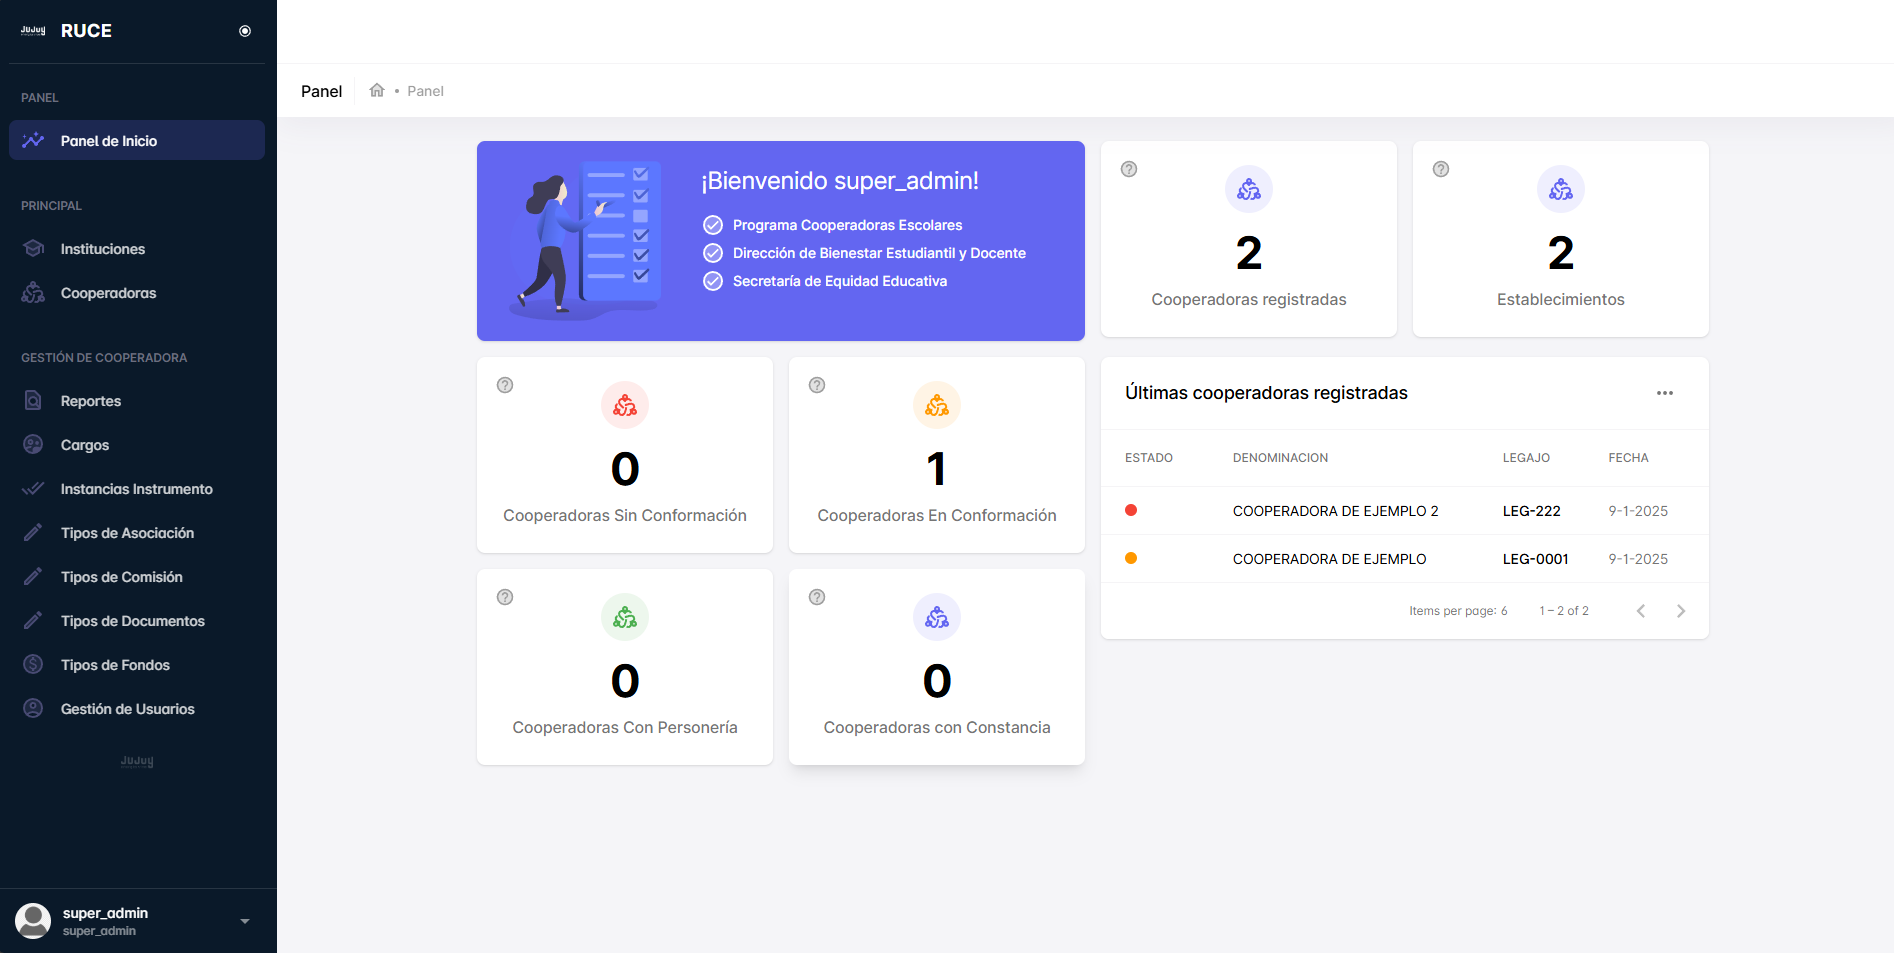 JuJuy
RUCE
PANEL
Panel de Inicio
PRINCIPAL
Instituciones
Cooperadoras
GESTIÓN DE COOPERADORA
Reportes
Cargos
Instancias Instrumento
Tipos de Asociación
Tipos de Comisión
Tipos de Documentos
Tipos de Fondos
Gestión de Usuarios
JuJuy
super_admin
super_admin
Panel
• Panel
¡Bienvenido super_admin!
Programa Cooperadoras Escolares
Dirección de Bienestar Estudiantil y Docente
Secretaría de Equidad Educativa
2
Cooperadoras registradas
2
Establecimientos
0
Cooperadoras Sin Conformación
1
Cooperadoras En Conformación
0
Cooperadoras Con Personería
0
Cooperadoras con Constancia
Últimas cooperadoras registradas
ESTADO DENOMINACION LEGAJO FECHA
COOPERADORA DE EJEMPLO 2 LEG-222 9-1-2025
COOPERADORA DE EJEMPLO LEG-0001 9-1-2025
Items per page: 6 1 – 2 of 2